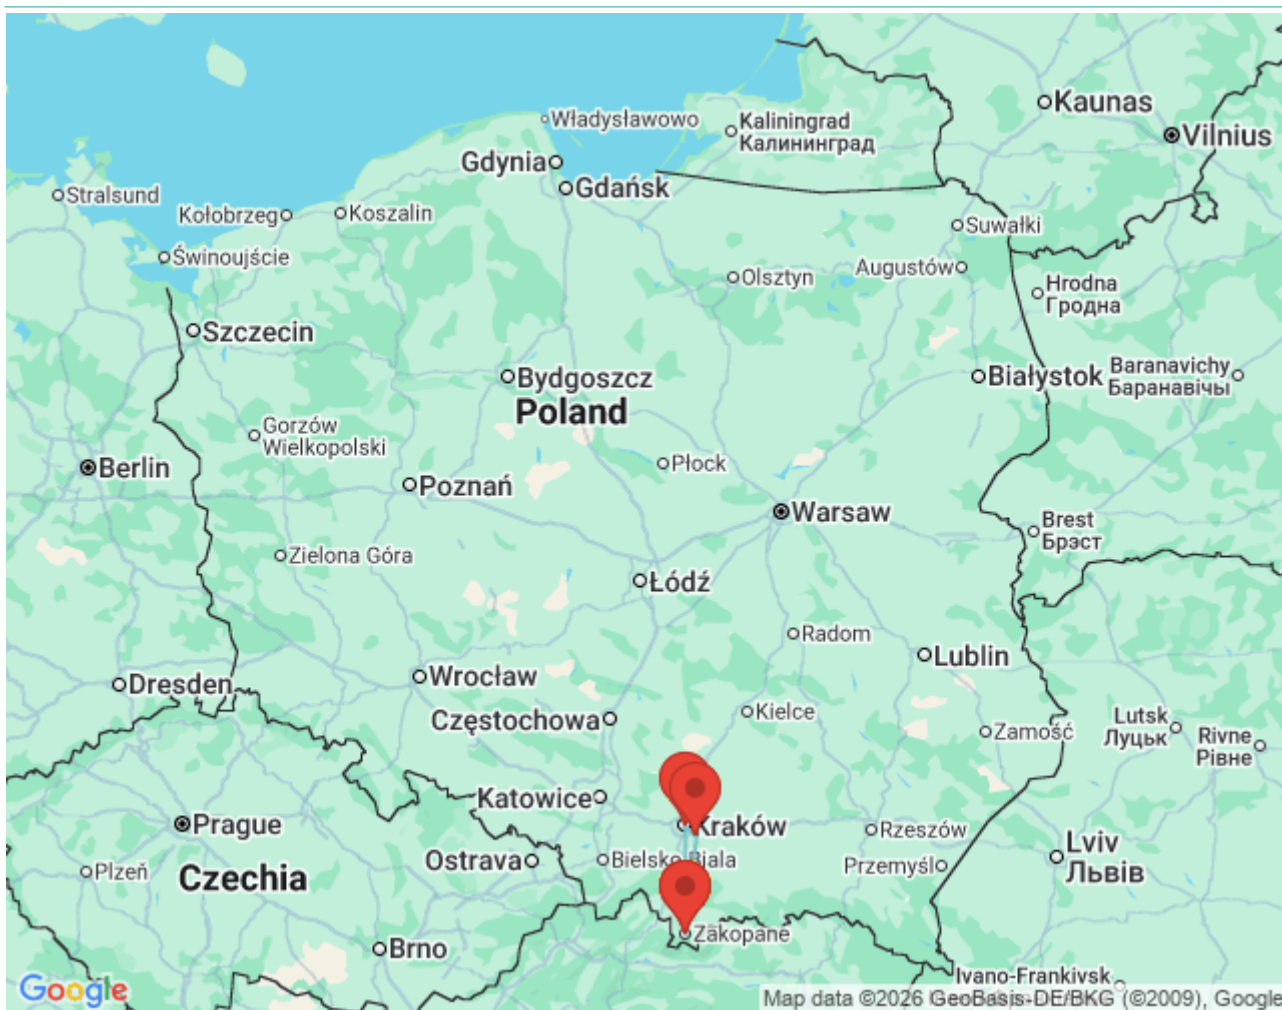 Władysławowo
Kaliningrad
Калининград
Kaunas
Vilnius
Gdynia
Gdańsk
Stralsund
Kołobrzeg
Koszalin
Suwałki
Świnoujście
Augustów
Olsztyn
Hrodna
Гродна
Szczecin
Bydgoszcz
Poland
Białystok
Baranavichy
Баранавічы
Gorzów
Wielkopolski
Berlin
Płock
Poznań
Warsaw
Brest
Брэст
Zielona Góra
Łódź
Radom
Lublin
Dresden
Wrocław
Częstochowa
Kielce
Zamość
Lutsk
Луцьк
Rivne
Рівне
Katowice
Kraków
Prague
Rzeszów
Lviv
Львів
Plzeň
Czechia
Ostrava
Bielsko-Biala
Przemyśl
Zakopane
Brno
Ivano-Frankivsk
Google
Map data ©2026 GeoBasis-DE/BKG (©2009), Google